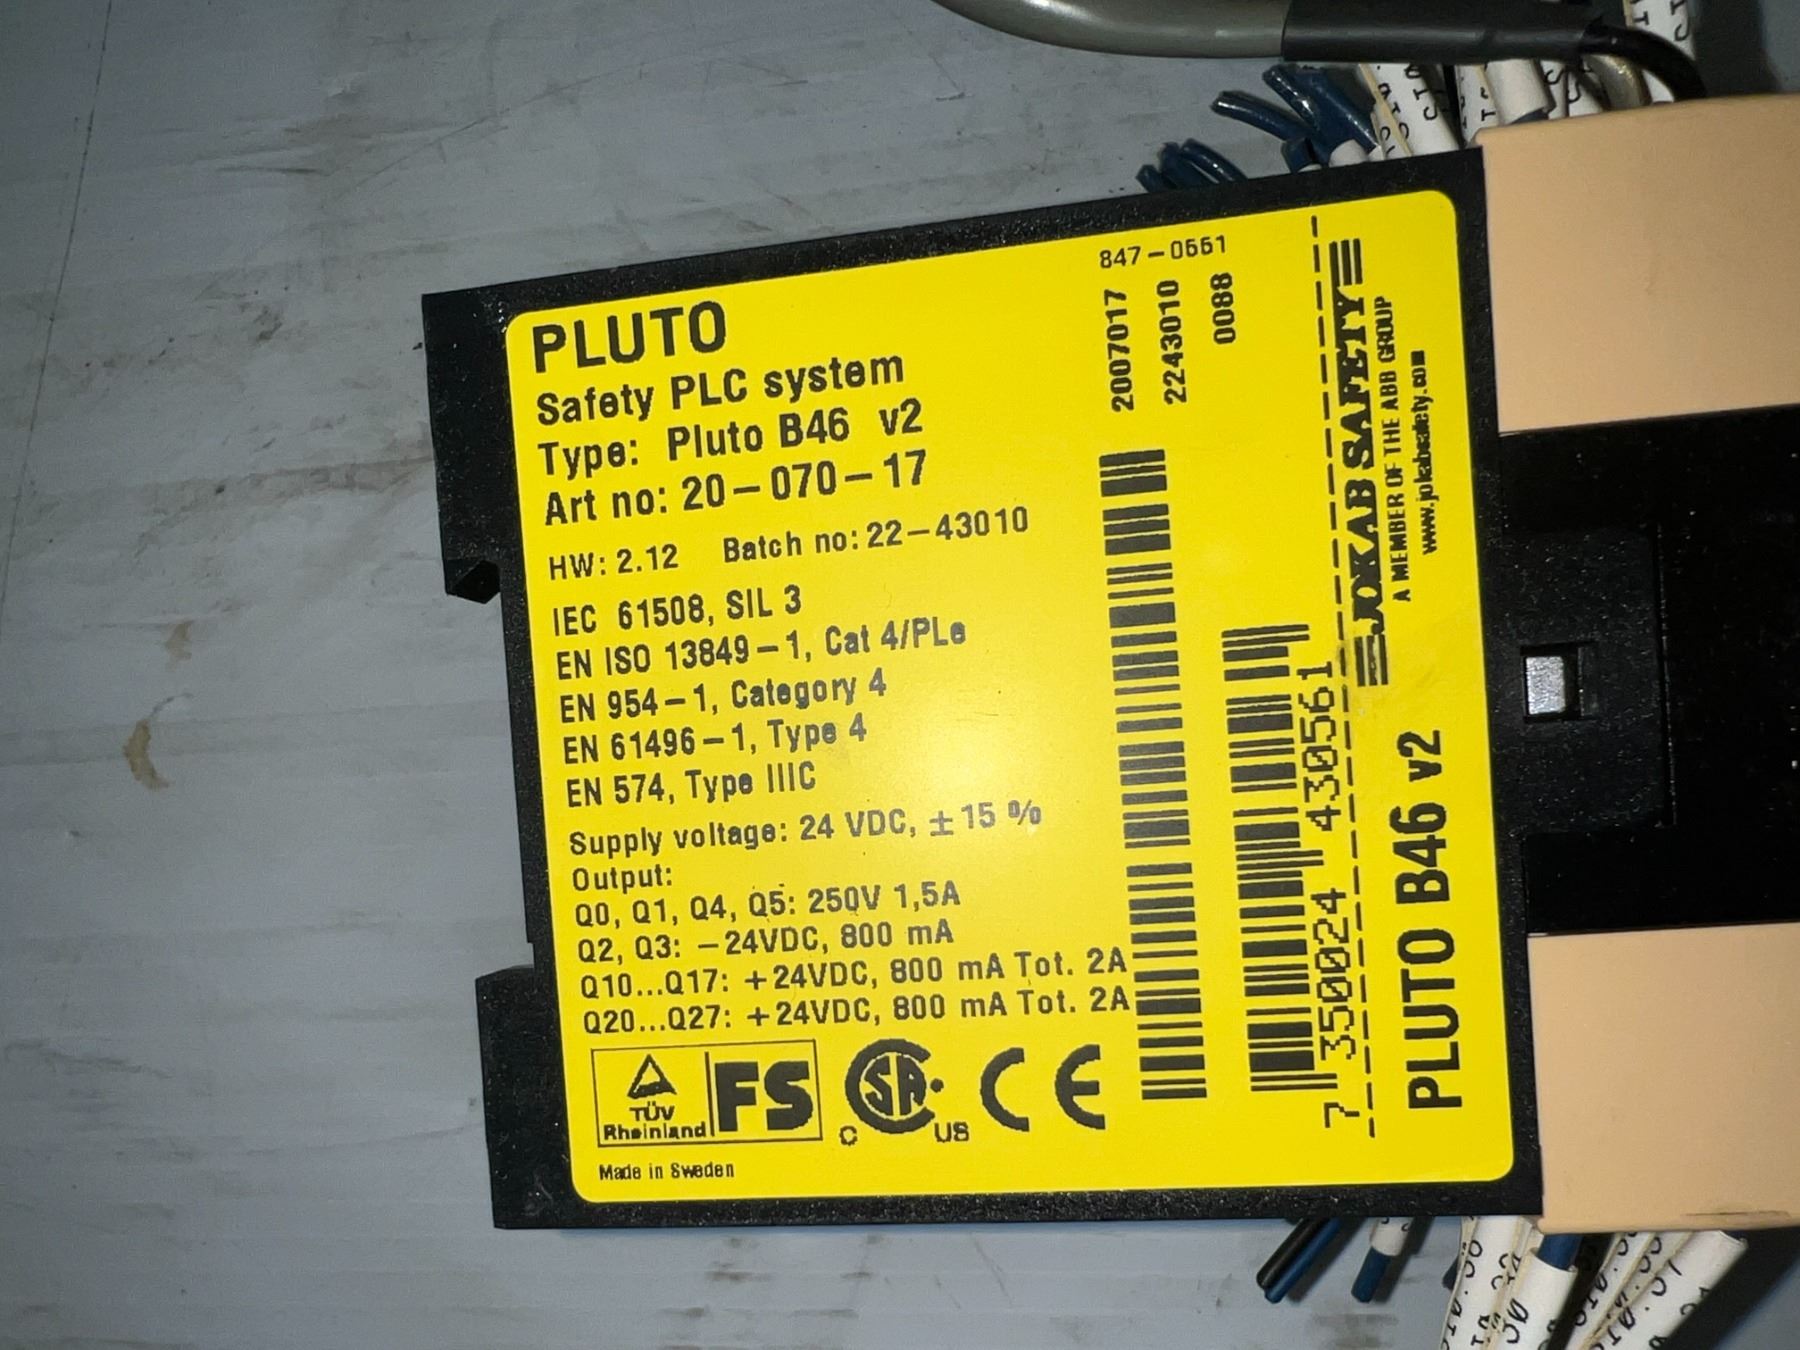 PLUTO
Safety PLC system
Type: Pluto B46 v2
Art no: 20-070-17
HW: 2.12 Batch no: 22-43010
IEC 61508, SIL 3
EN ISO 13849-1, Cat 4/PLe
EN 954-1, Category 4
EN 61496-1, Type 4
EN 574, Type IIIC
Supply voltage: 24 VDC, ±15 %
Output:
Q0, Q1, Q4, Q5: 250V 1,5A
Q2, Q3: -24VDC, 800 mA
Q10...Q17: +24VDC, 800 mA Tot. 2A
Q20...Q27: +24VDC, 800 mA Tot. 2A
TÜV
Rheinland
FS
C SA US
CE
Made in Sweden
847-0661
2007017
2243010
0088
7 350024 430561
JOKAB SAFETY
A MEMBER OF THE ABB GROUP
www.jokabsafety.com
PLUTO B46 v2